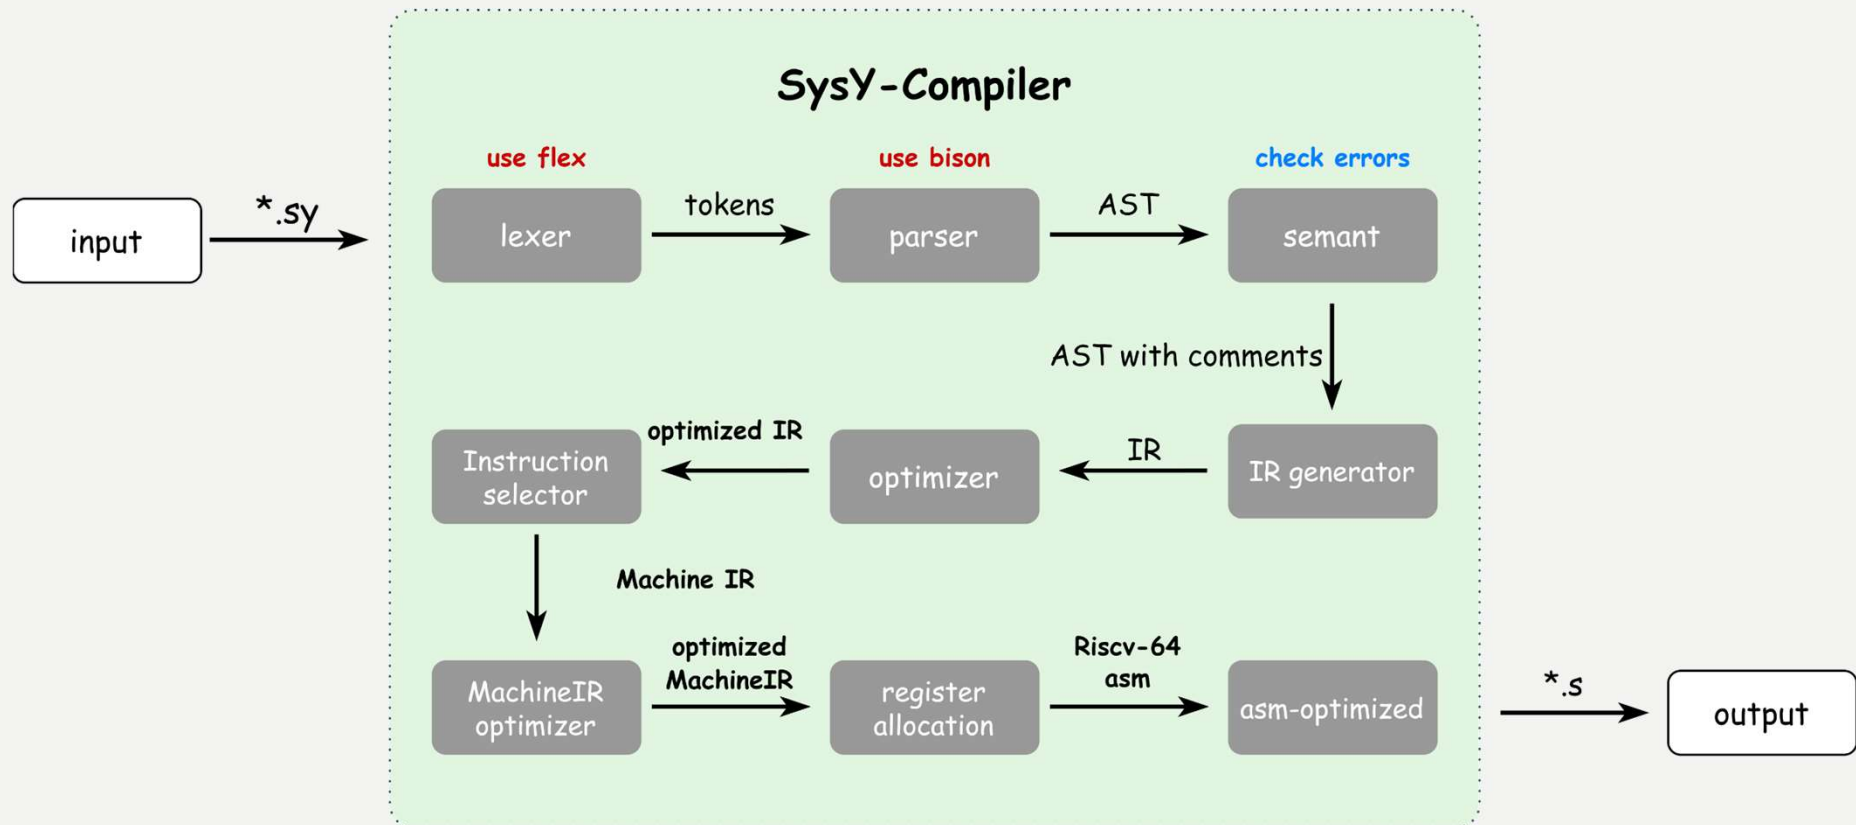 SysY-Compiler
use flex
use bison
check errors
input
*.sy
lexer
tokens
parser
AST
semant
AST with comments
IR generator
IR
optimizer
optimized IR
Instruction
selector
Machine IR
MachineIR
optimizer
optimized
MachineIR
register
allocation
Riscv-64
asm
asm-optimized
*.s
output